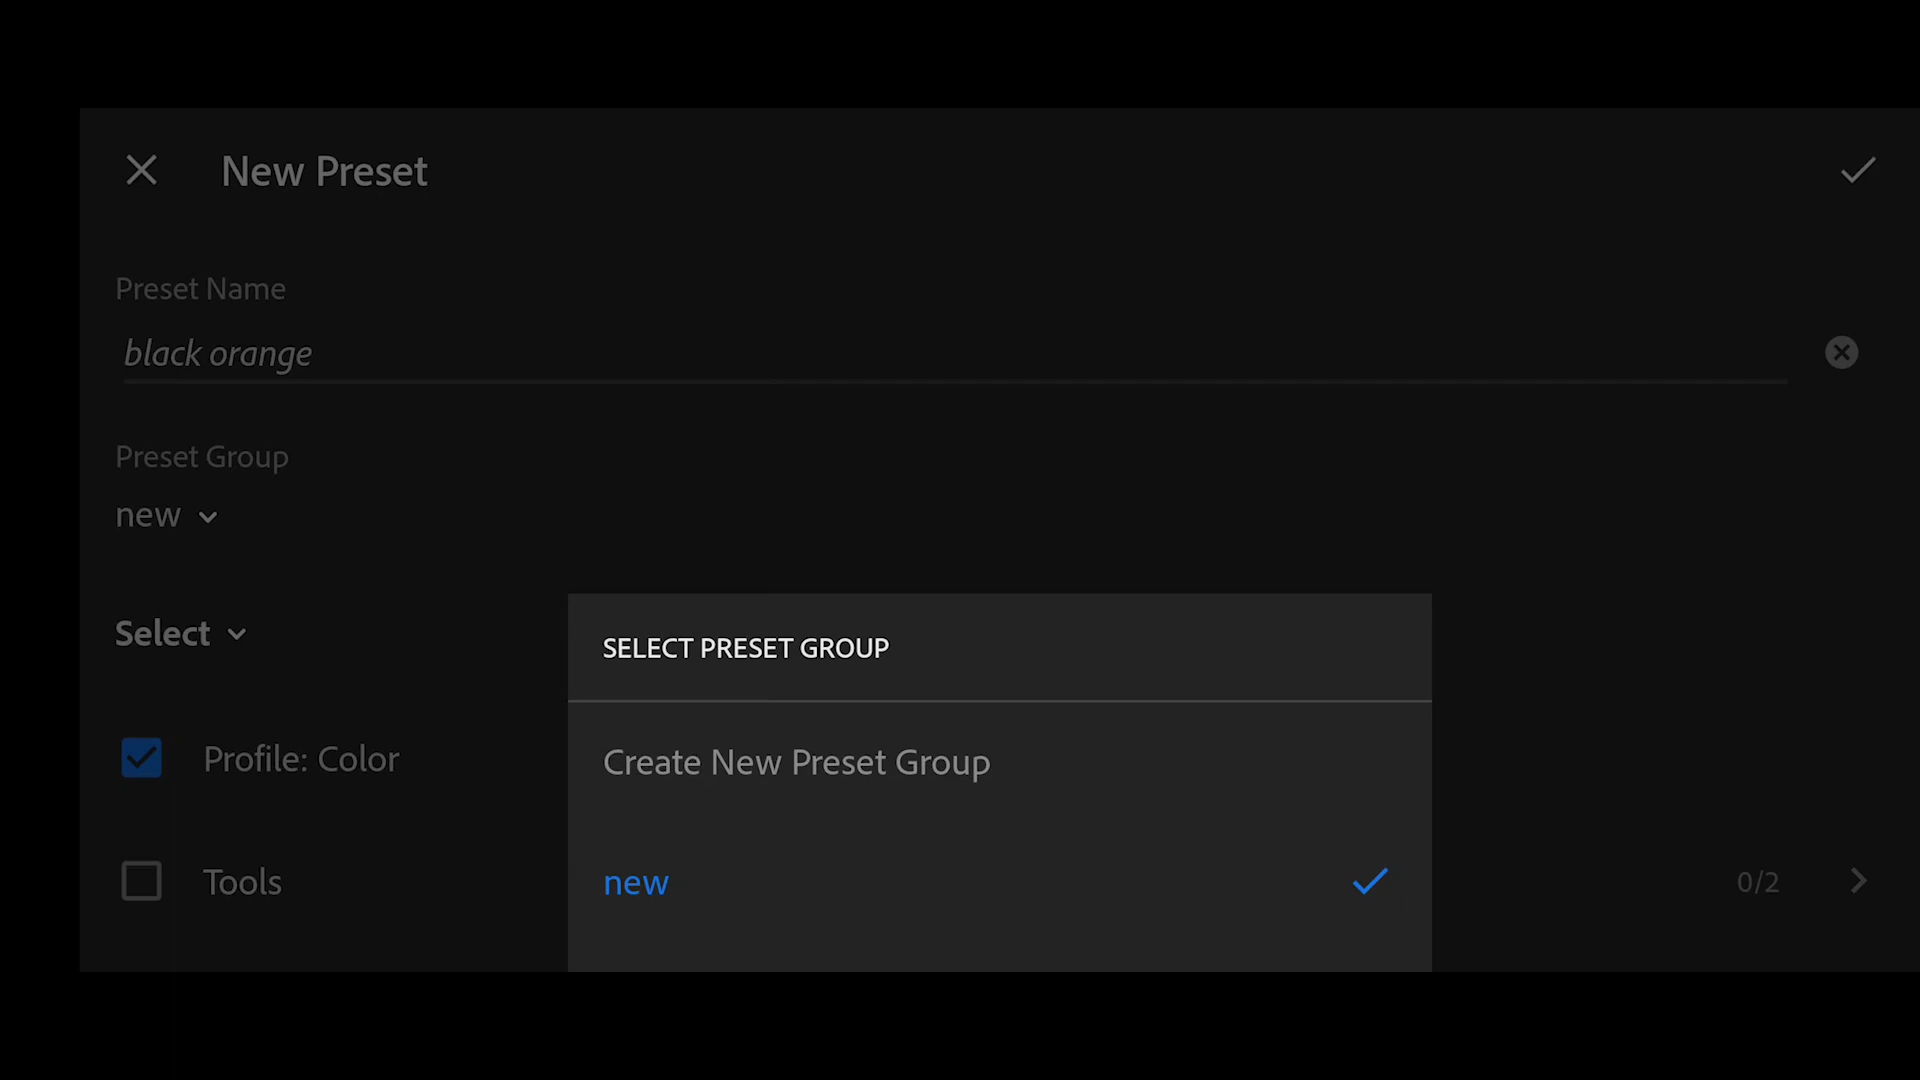 New Preset
Preset Name
black orange
Preset Group
new
Select
SELECT PRESET GROUP
Profile: Color
Create New Preset Group
Tools
new
0/2